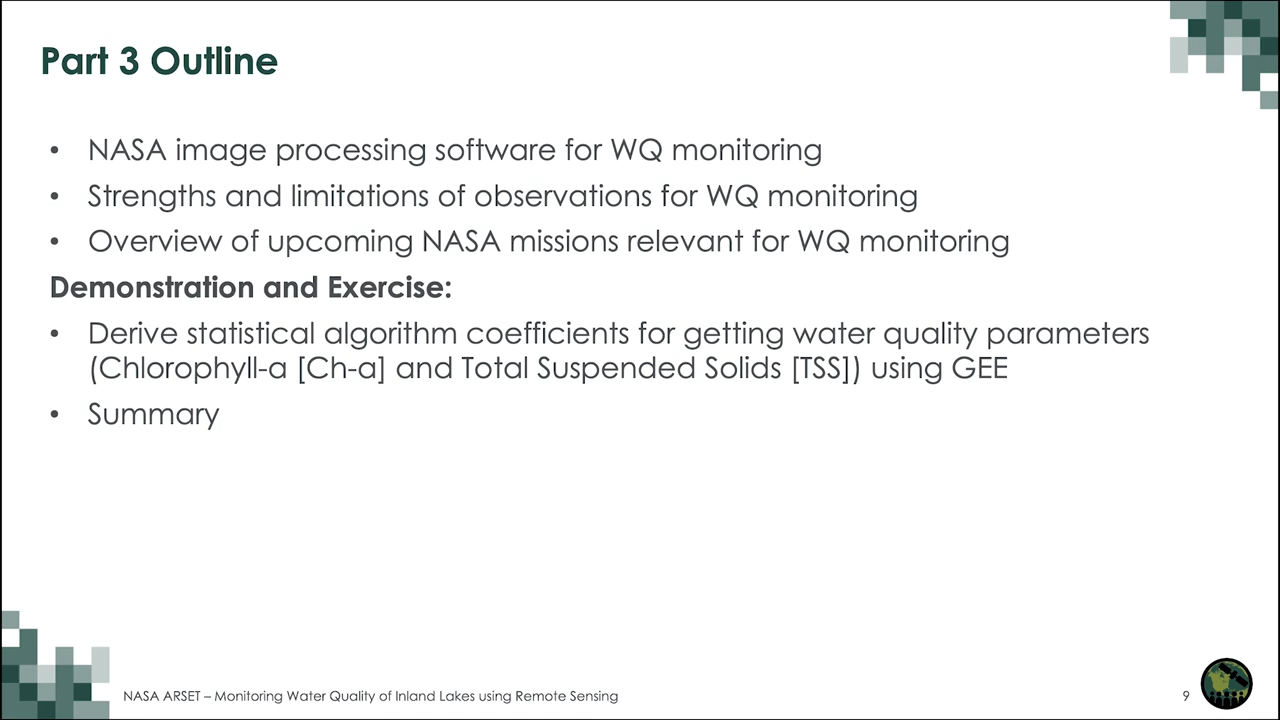 Part 3 Outline
• NASA image processing software for WQ monitoring
• Strengths and limitations of observations for WQ monitoring
• Overview of upcoming NASA missions relevant for WQ monitoring
Demonstration and Exercise:
• Derive statistical algorithm coefficients for getting water quality parameters
(Chlorophyll-a [Ch-a] and Total Suspended Solids [TSS]) using GEE
• Summary
NASA ARSET – Monitoring Water Quality of Inland Lakes using Remote Sensing
9